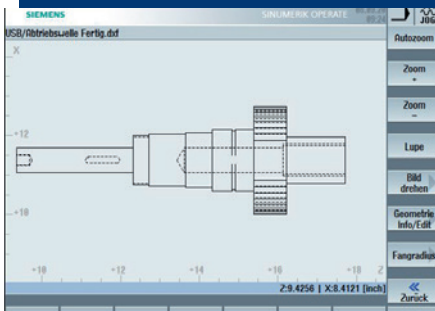 SIEMENS
SINUMERIK OPERATE
JOG
USB/Abtriebswelle Fertig.dxf
Autozoom
X
Zoom
+
Zoom
-
+12
Lupe
Bild
drehen
+10
Geometrie
Info/Edit
Fangradius
+10 +12 +14 +16 +18 Z
Z:9.4256 | X:8.4121 [inch]
Zurück